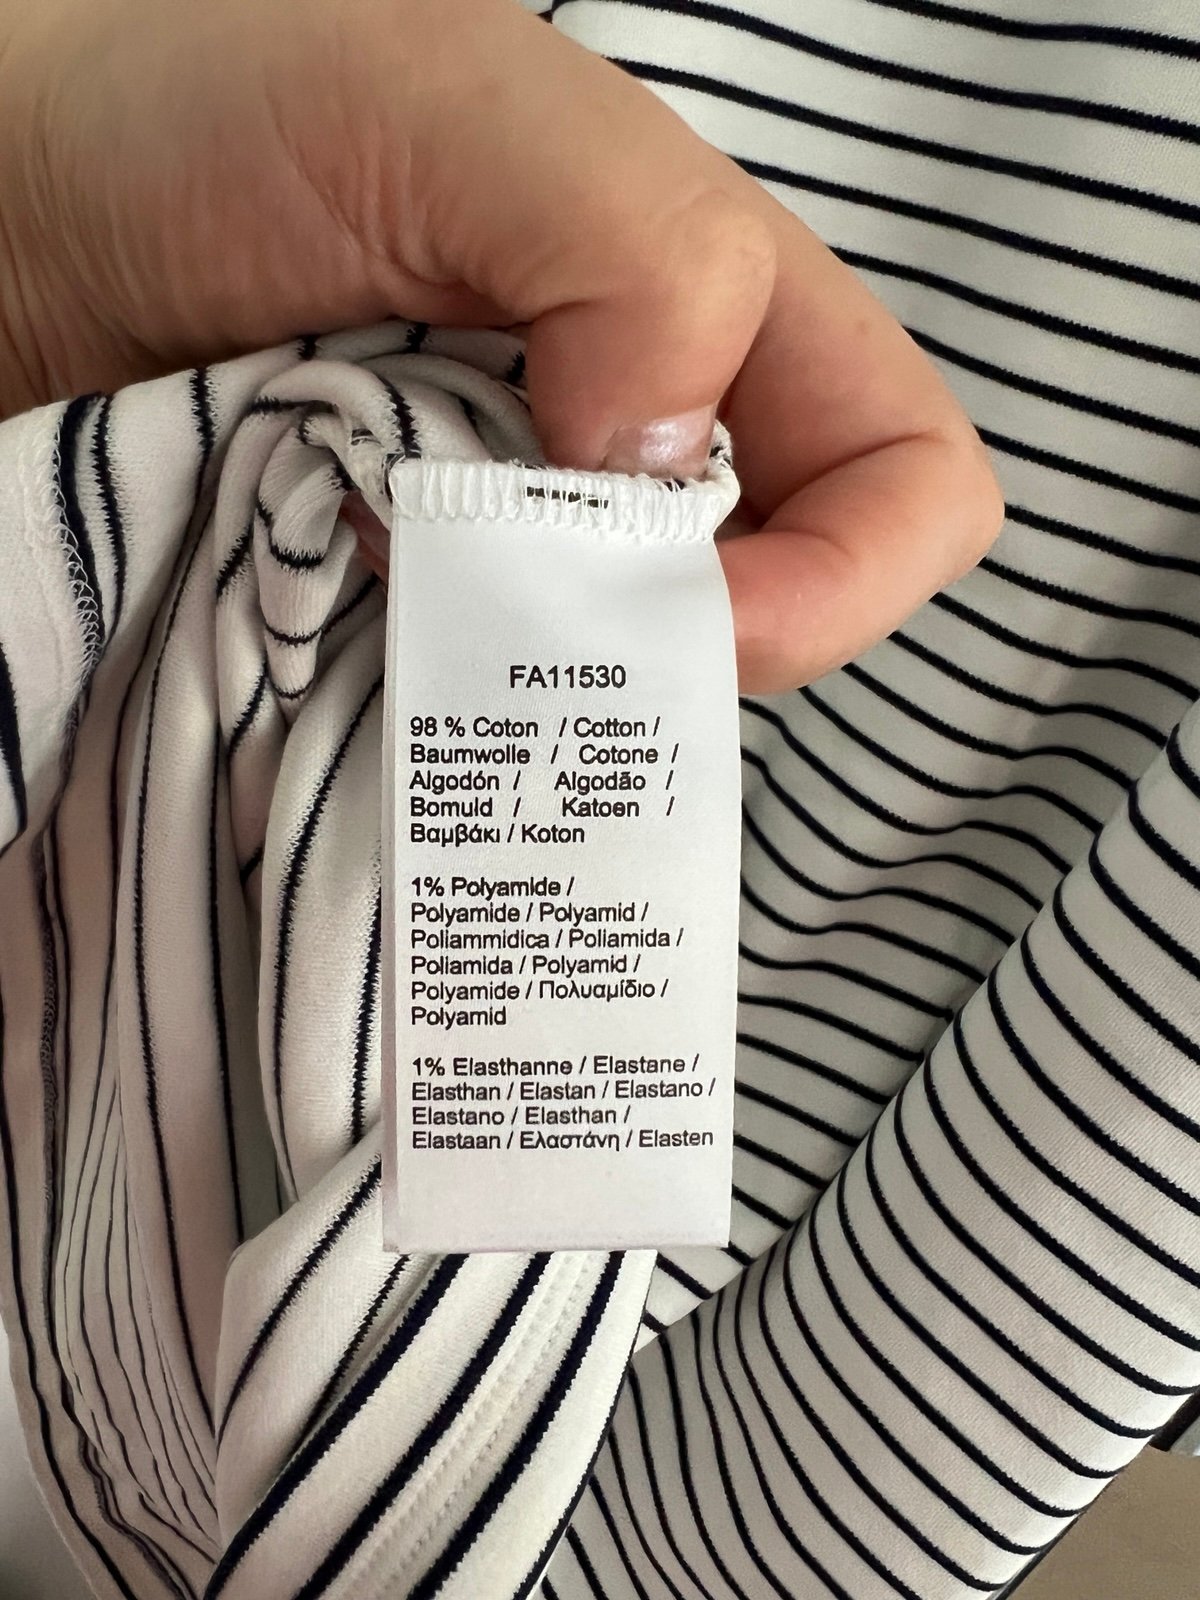 FA11530
98 % Coton / Cotton /
Baumwolle / Cotone /
Algodón / Algodão /
Bomuld / Katoen /
Βαμβάκι / Koton
1% Polyamide /
Polyamide / Polyamid /
Poliammidica / Poliamida /
Poliamida / Polyamid /
Polyamide / Πολυαμίδιο /
Polyamid
1% Elasthanne / Elastane /
Elasthan / Elastan / Elastano /
Elastano / Elasthan /
Elastaan / Ελαστάνη / Elasten